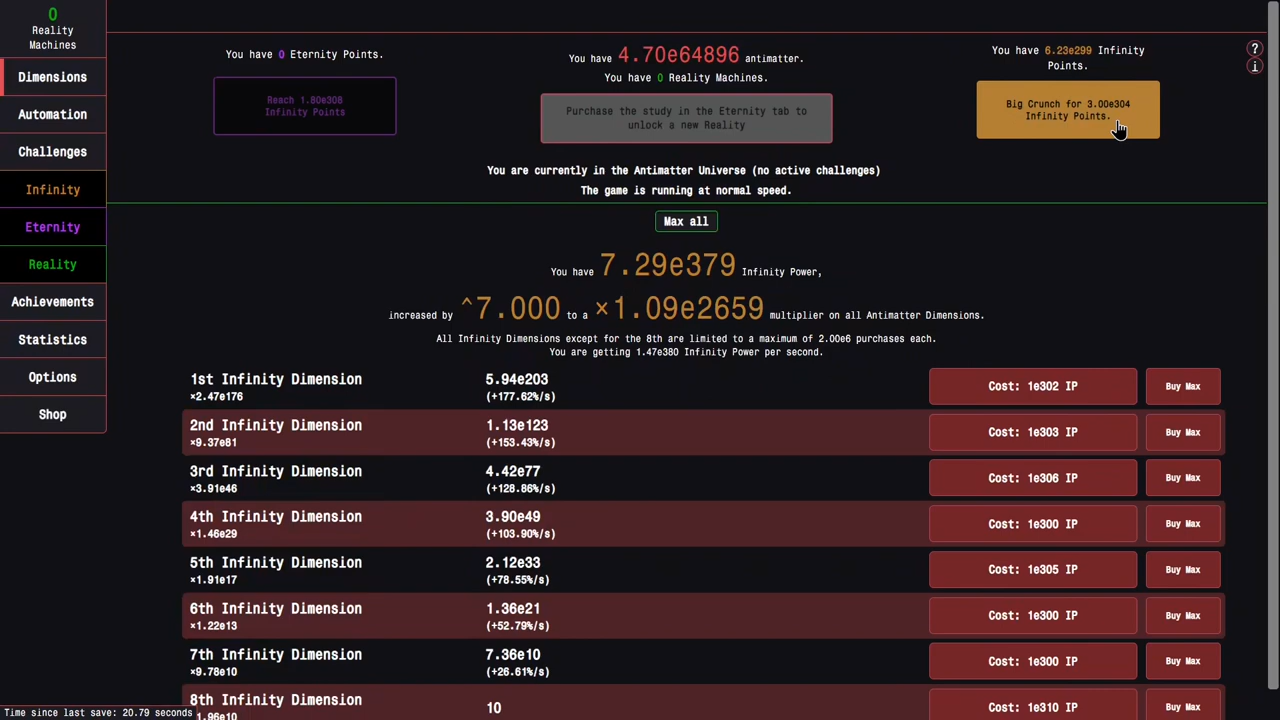 0
Reality
Machines
Dimensions
Automation
Challenges
Infinity
Eternity
Reality
Achievements
Statistics
Options
Shop
You have 0 Eternity Points.
Reach 1.80e308
Infinity Points
You have 4.70e64896 antimatter.
You have 0 Reality Machines.
Purchase the study in the Eternity tab to
unlock a new Reality
You have 6.23e299 Infinity
Points.
Big Crunch for 3.00e304
Infinity Points.
?
i
You are currently in the Antimatter Universe (no active challenges)
The game is running at normal speed.
Max all
You have 7.29e379 Infinity Power,
increased by ^7.000 to a ×1.09e2659 multiplier on all Antimatter Dimensions.
All Infinity Dimensions except for the 8th are limited to a maximum of 2.00e6 purchases each.
You are getting 1.47e380 Infinity Power per second.
1st Infinity Dimension 5.94e203 Cost: 1e302 IP Buy Max
×2.47e176 (+177.62%/s)
2nd Infinity Dimension 1.13e123 Cost: 1e303 IP Buy Max
×9.37e81 (+153.43%/s)
3rd Infinity Dimension 4.42e77 Cost: 1e306 IP Buy Max
×3.91e46 (+128.86%/s)
4th Infinity Dimension 3.90e49 Cost: 1e300 IP Buy Max
×1.46e29 (+103.90%/s)
5th Infinity Dimension 2.12e33 Cost: 1e305 IP Buy Max
×1.91e17 (+78.55%/s)
6th Infinity Dimension 1.36e21 Cost: 1e300 IP Buy Max
×1.22e13 (+52.79%/s)
7th Infinity Dimension 7.36e10 Cost: 1e300 IP Buy Max
×9.78e10 (+26.61%/s)
8th Infinity Dimension 10 Cost: 1e310 IP Buy Max
1.96e10
Time since last save: 20.79 seconds